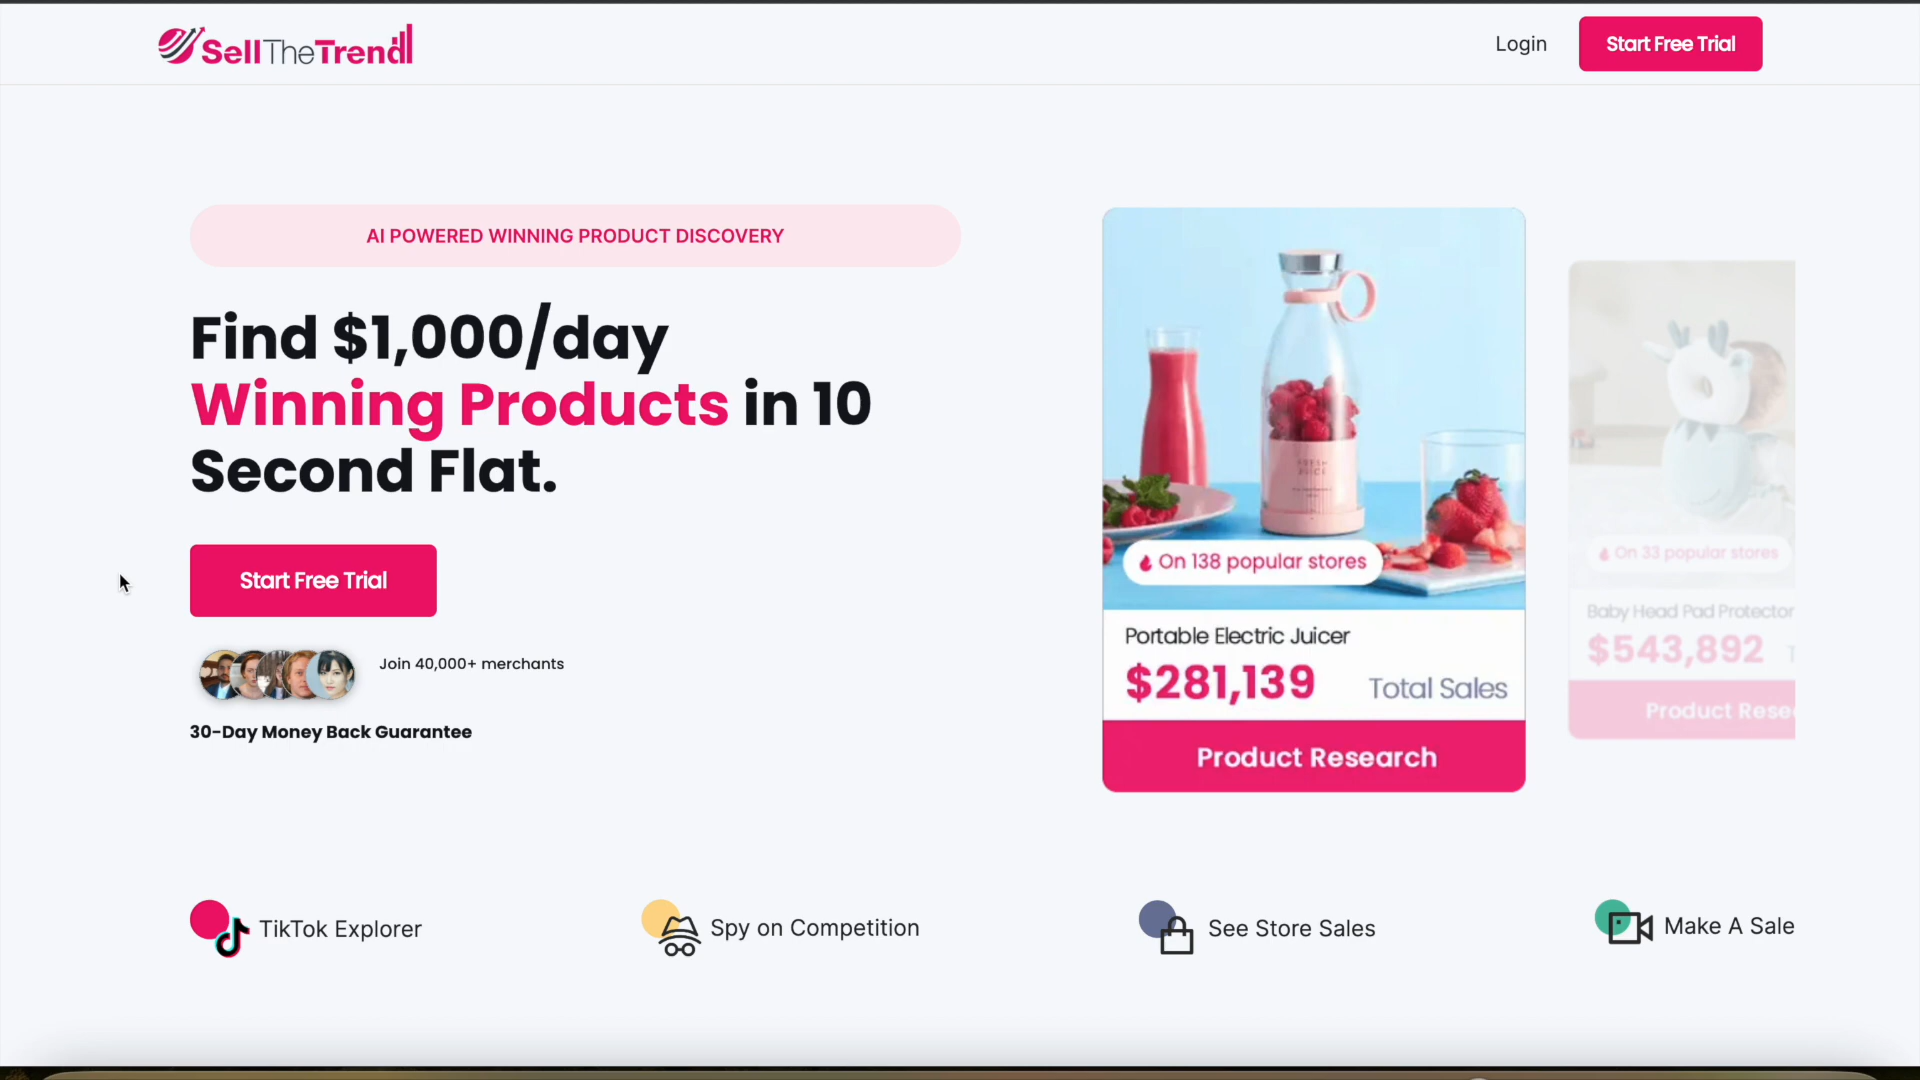 SellTheTrend
Login
Start Free Trial
AI POWERED WINNING PRODUCT DISCOVERY
Find $1,000/day
Winning Products in 10
Second Flat.
Start Free Trial
Join 40,000+ merchants
30-Day Money Back Guarantee
FRESH
JUICE
On 138 popular stores
Portable Electric Juicer
$281,139 Total Sales
Product Research
On 33 popular stores
Baby Head Pad Protector
$543,892
Product
TikTok Explorer
Spy on Competition
See Store Sales
Make A Sale